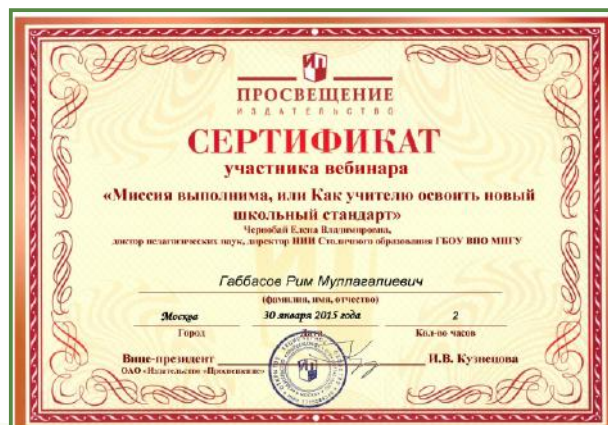 ИП
ПРОСВЕЩЕНИЕ
ИЗДАТЕЛЬСТВО
СЕРТИФИКАТ
участника вебинара
«Миссия выполнима, или Как учителю освоить новый
школьный стандарт»
Чернобай Елена Владимировна,
доктор педагогических наук, директор НИИ Столичного образования ГБОУ ВПО МПГУ
Габбасов Рим Муллагалиевич
(фамилия, имя, отчество)
Москва 30 января 2015 года 2
Город Дата Кол-во часов
Вице-президент И.В. Кузнецова
ОАО «Издательство «Просвещение»